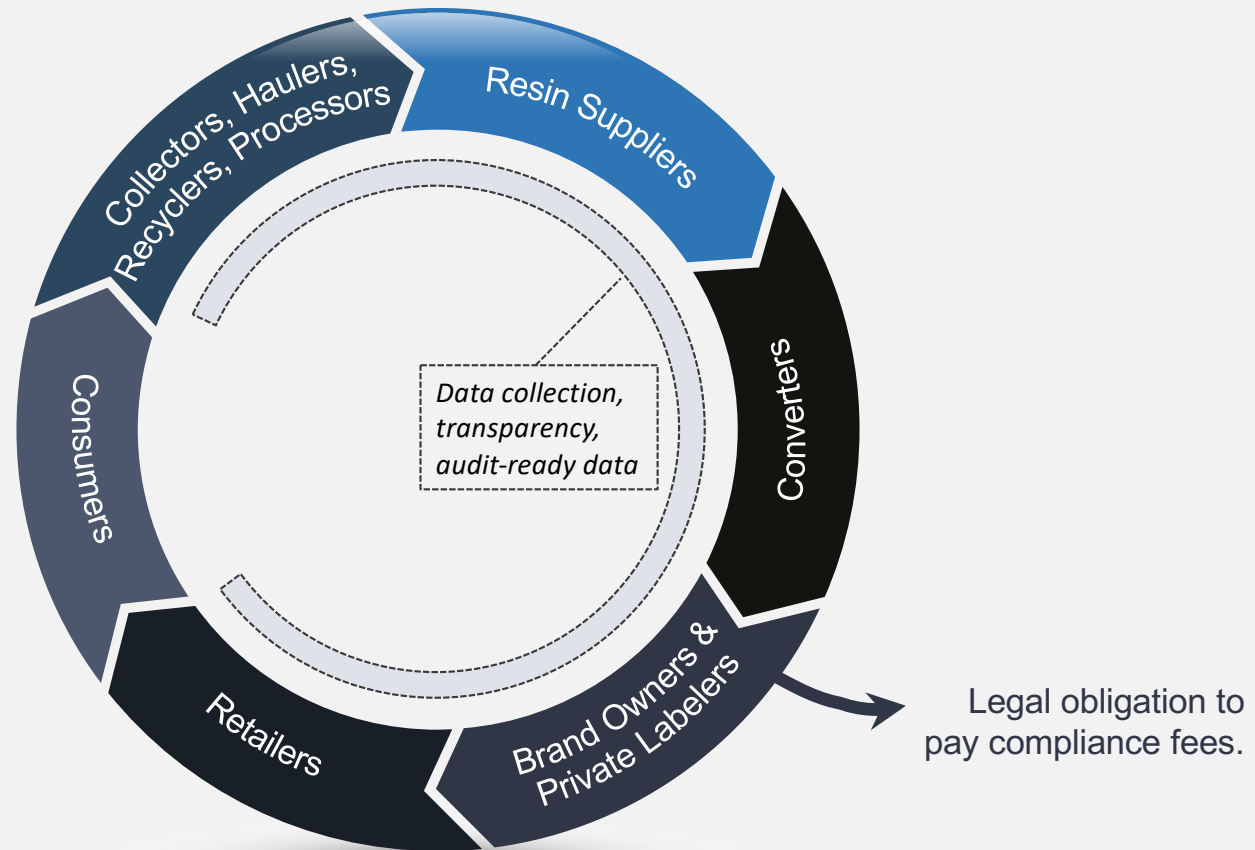 Collectors, Haulers,
Recyclers, Processors
Resin Suppliers
Converters
Brand Owners &
Private Labelers
Retailers
Consumers
Data collection,
transparency,
audit-ready data
Legal obligation to
pay compliance fees.